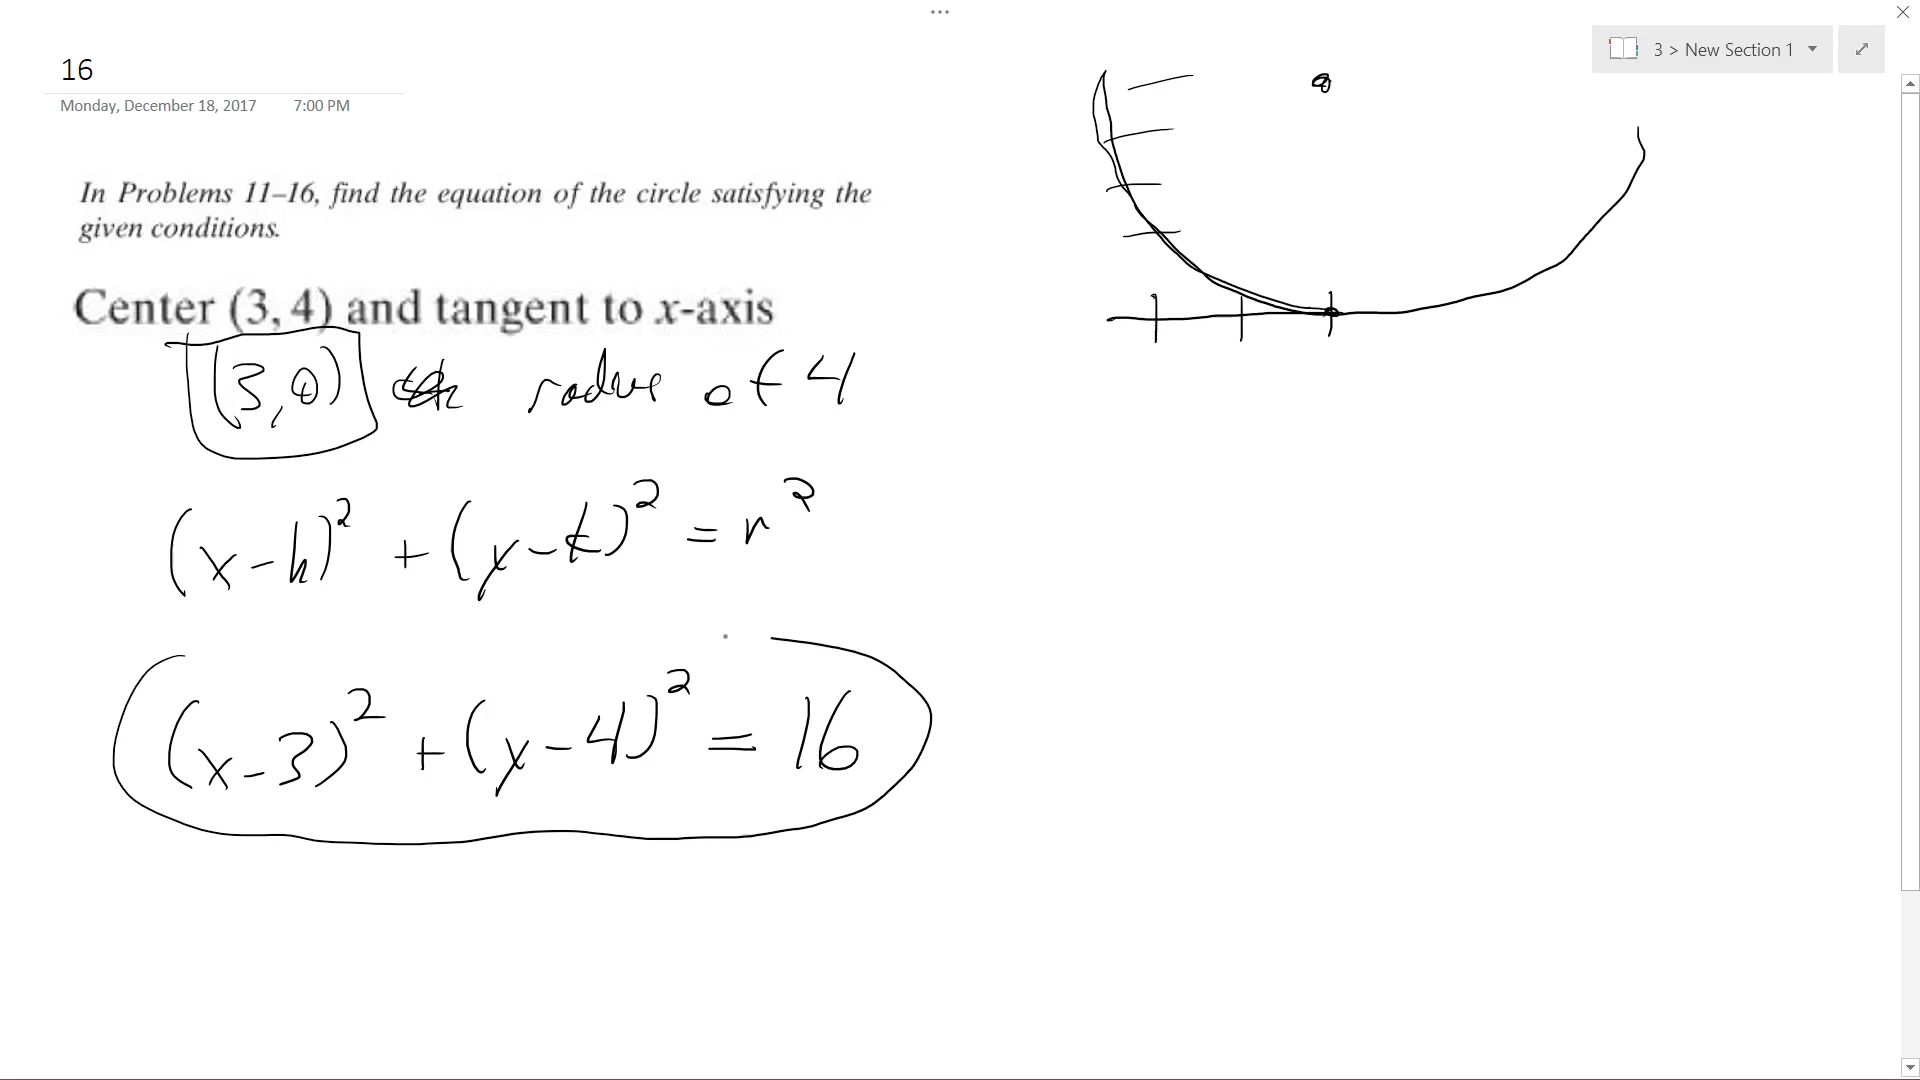 16
Monday, December 18, 2017 7:00 PM
3 > New Section 1
In Problems 11–16, find the equation of the circle satisfying the
given conditions.
Center (3, 4) and tangent to x-axis
(3,0) radius of 4
(x-h)² + (y-k)² = r²
(x-3)² + (y-4)² = 16